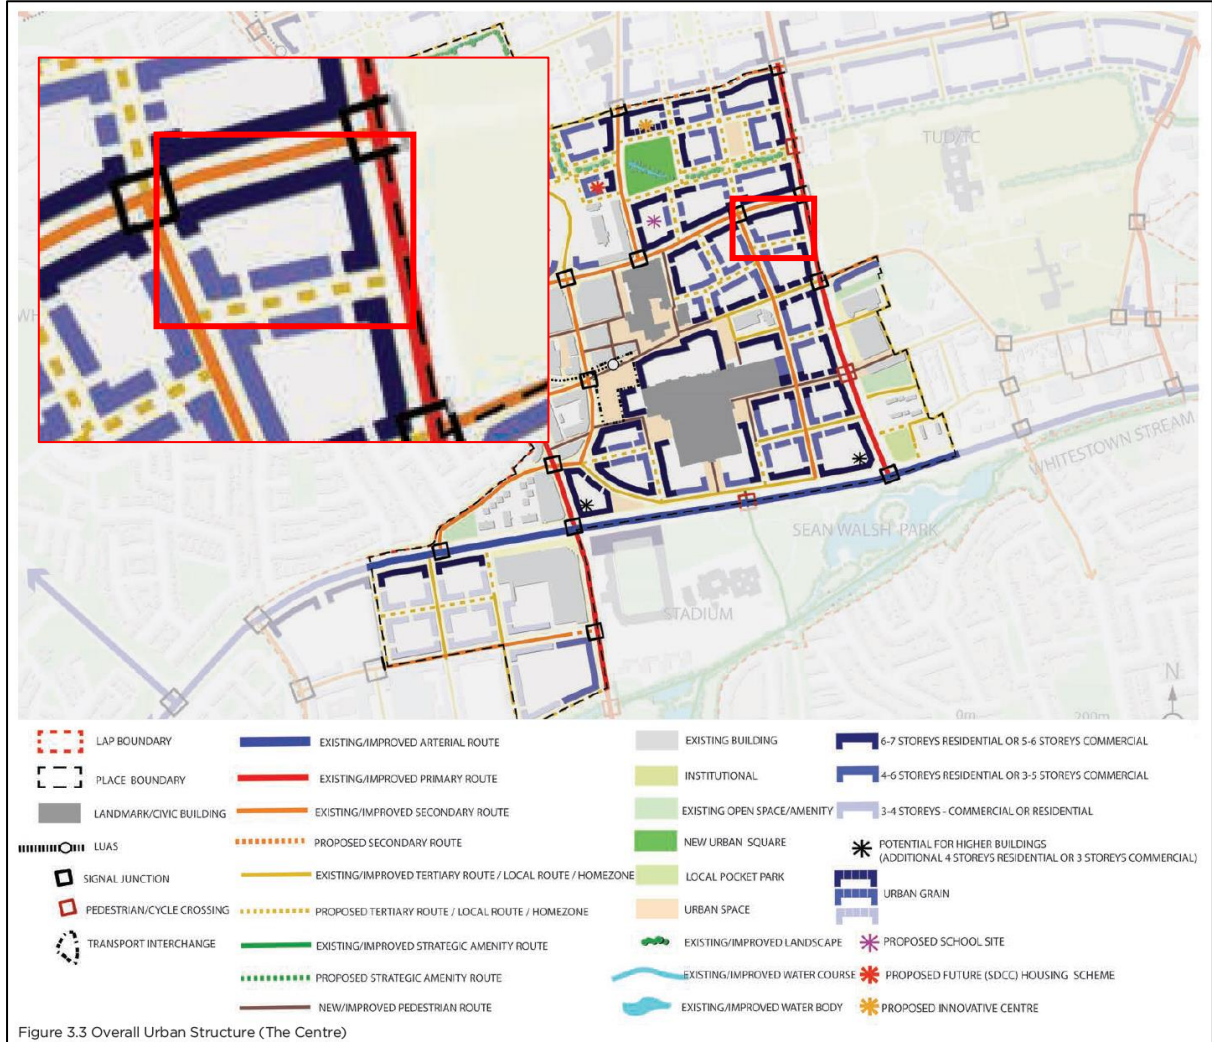 TUD/TC
WHITESTOWN STREAM
SEAN WALSH PARK
STADIUM
N
0m 200m
LAP BOUNDARY
PLACE BOUNDARY
LANDMARK/CIVIC BUILDING
LUAS
SIGNAL JUNCTION
PEDESTRIAN/CYCLE CROSSING
TRANSPORT INTERCHANGE
EXISTING/IMPROVED ARTERIAL ROUTE
EXISTING/IMPROVED PRIMARY ROUTE
EXISTING/IMPROVED SECONDARY ROUTE
PROPOSED SECONDARY ROUTE
EXISTING/IMPROVED TERTIARY ROUTE / LOCAL ROUTE / HOMEZONE
PROPOSED TERTIARY ROUTE / LOCAL ROUTE / HOMEZONE
EXISTING/IMPROVED STRATEGIC AMENITY ROUTE
PROPOSED STRATEGIC AMENITY ROUTE
NEW/IMPROVED PEDESTRIAN ROUTE
EXISTING BUILDING
INSTITUTIONAL
EXISTING OPEN SPACE/AMENITY
NEW URBAN SQUARE
LOCAL POCKET PARK
URBAN SPACE
EXISTING/IMPROVED LANDSCAPE
EXISTING/IMPROVED WATER COURSE
EXISTING/IMPROVED WATER BODY
6-7 STOREYS RESIDENTIAL OR 5-6 STOREYS COMMERCIAL
4-6 STOREYS RESIDENTIAL OR 3-5 STOREYS COMMERCIAL
3-4 STOREYS - COMMERCIAL OR RESIDENTIAL
POTENTIAL FOR HIGHER BUILDINGS
(ADDITIONAL 4 STOREYS RESIDENTIAL OR 3 STOREYS COMMERCIAL)
URBAN GRAIN
PROPOSED SCHOOL SITE
PROPOSED FUTURE (SDCC) HOUSING SCHEME
PROPOSED INNOVATIVE CENTRE
Figure 3.3 Overall Urban Structure (The Centre)